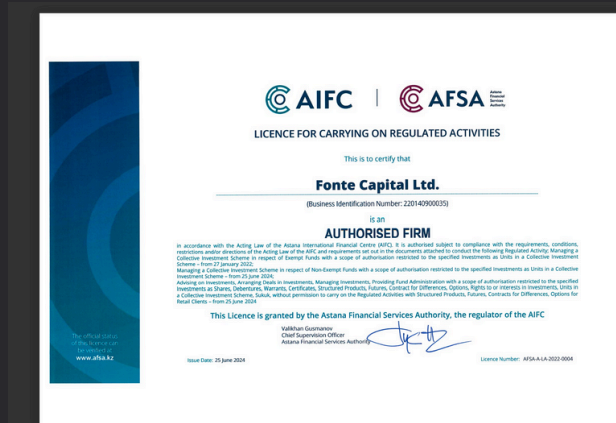 AIFC
AFSA
Astana
Financial
Services
Authority
LICENCE FOR CARRYING ON REGULATED ACTIVITIES
This is to certify that
Fonte Capital Ltd.
(Business Identification Number: 220140900035)
is an
AUTHORISED FIRM
In accordance with the Acting Law of the Astana International Financial Centre (AIFC). It is authorised subject to compliance with the requirements, conditions,
restrictions and/or directions of the Acting Law of the AIFC and requirements set out in the documents attached to conduct the following Regulated Activity; Managing a
Collective Investment Scheme in respect of Exempt Funds with a scope of authorisation restricted to the specified Investments as Units in a Collective Investment
Scheme – from 27 January 2022;
Managing a Collective Investment Scheme in respect of Non-Exempt Funds with a scope of authorisation restricted to the specified Investments as Units in a Collective
Investment Scheme – from 25 June 2024;
Advising on Investments, Arranging Deals in Investments, Managing Investments, Providing Fund Administration with a scope of authorisation restricted to the specified
Investments as Shares, Debentures, Warrants, Certificates, Structured Products, Futures, Contract for Differences, Options, Rights to or interests in Investments, Units in
a Collective Investment Scheme, Sukuk, without permission to carry on the Regulated Activities with Structured Products, Futures, Contracts for Differences, Options for
Retail Clients – from 25 June 2024
This Licence is granted by the Astana Financial Services Authority, the regulator of the AIFC
Valikhan Gusmanov
Chief Supervision Officer
Astana Financial Services Authority
The official status
of this licence can
be verified at
www.afsa.kz
Issue Date: 25 June 2024
Licence Number: AFSA-A-LA-2022-0004